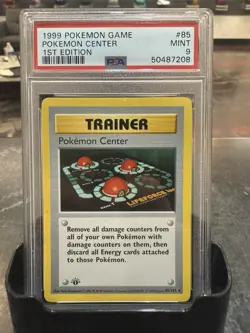 1999 POKEMON GAME #85
POKEMON CENTER MINT
1ST EDITION 9
PSA 50487208
TRAINER
Pokémon Center
LIFEFORCE
Remove all damage counters from
all of your own Pokémon with
damage counters on them, then
discard all Energy cards attached
to those Pokémon.